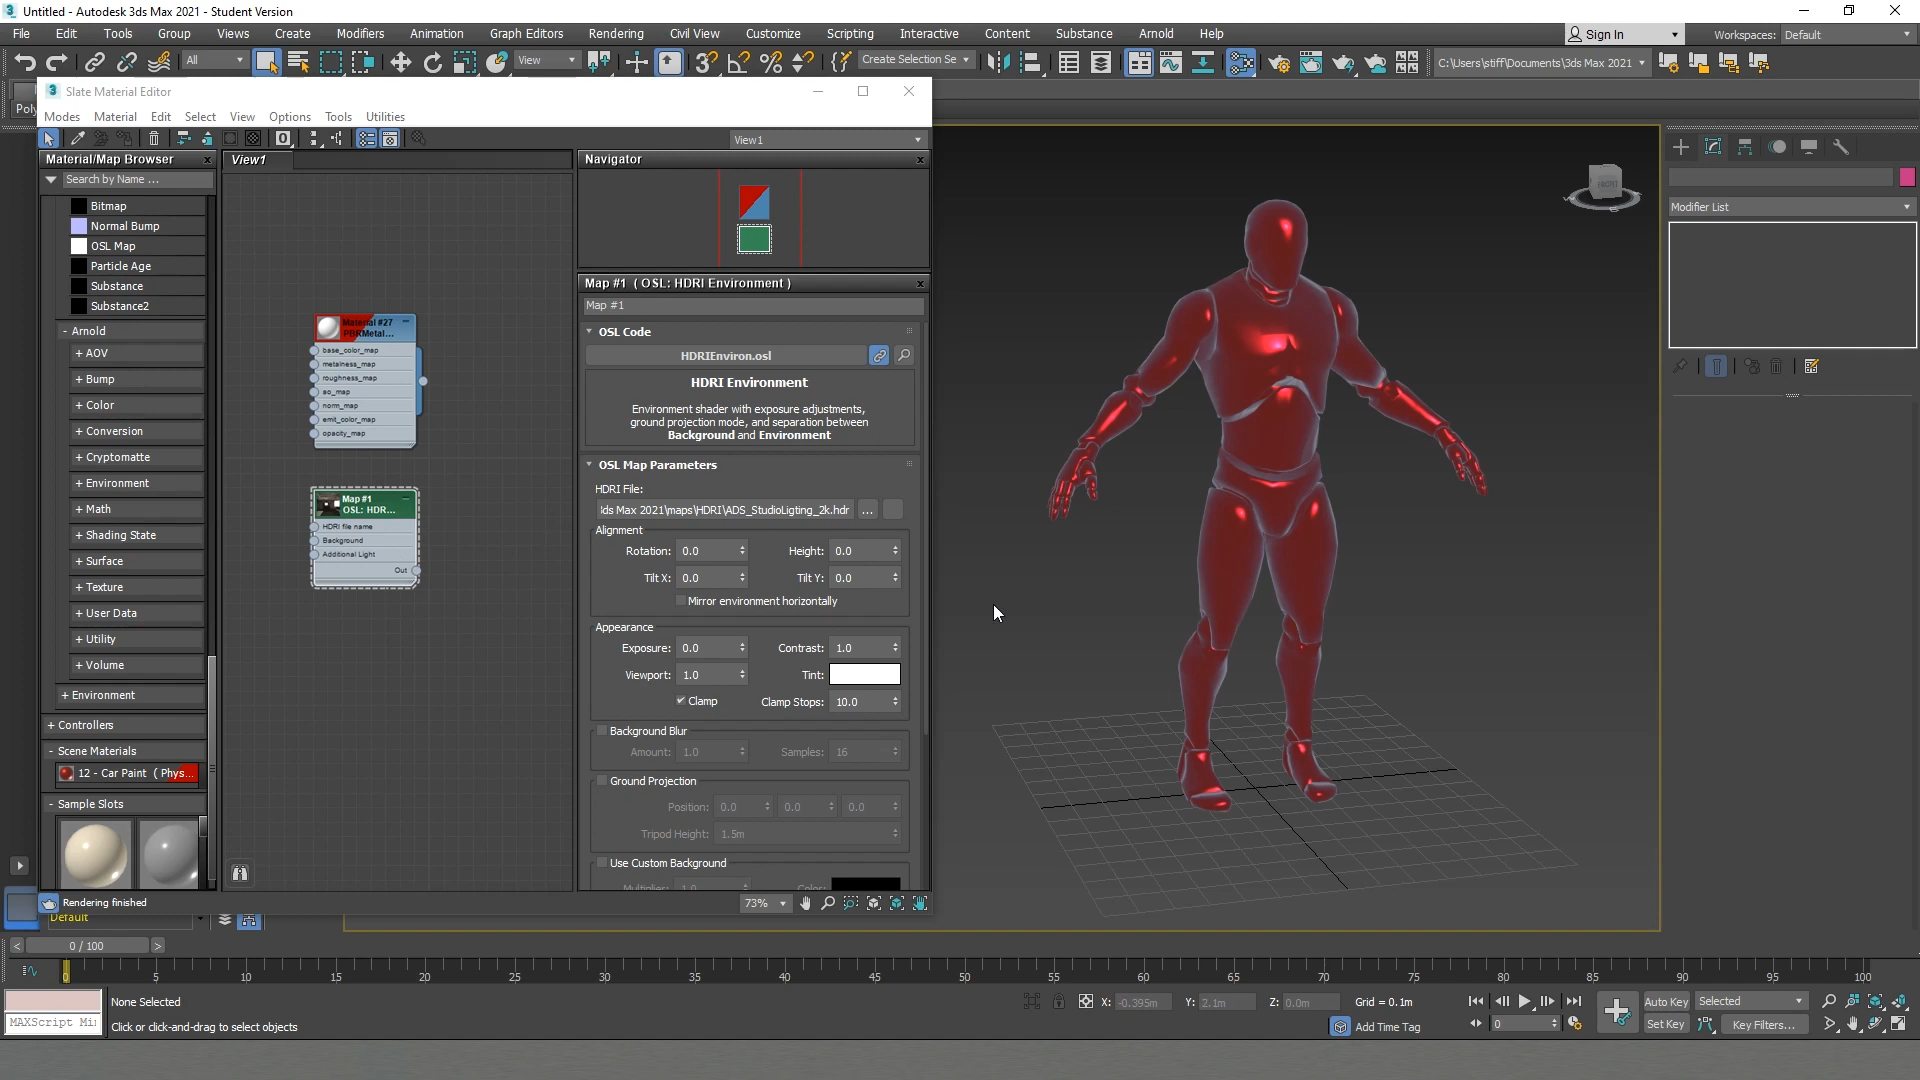 Untitled - Autodesk 3ds Max 2021 - Student Version
File Edit Tools Group Views Create Modifiers Animation Graph Editors Rendering Civil View Customize Scripting Interactive Content Substance Arnold Help
Sign In
Workspaces: Default
All
View
Create Selection Se
C:\Users\stiff\Documents\3ds Max 2021
Poly
Slate Material Editor
Modes Material Edit Select View Options Tools Utilities
View1
Material/Map Browser
View1
Navigator
Search by Name ...
Bitmap
Normal Bump
OSL Map
Particle Age
Substance
Substance2
- Arnold
+ AOV
+ Bump
+ Color
+ Conversion
+ Cryptomatte
+ Environment
+ Math
+ Shading State
+ Surface
+ Texture
+ User Data
+ Utility
+ Volume
+ Environment
+ Controllers
- Scene Materials
12 - Car Paint ( Phys...
- Sample Slots
Material #27
PBRMetal...
base_color_map
metalness_map
roughness_map
ao_map
norm_map
emit_color_map
opacity_map
Map #1
OSL: HDR...
HDRI file name
Background
Additional Light
Out
Map #1 ( OSL: HDRI Environment )
Map #1
OSL Code
HDRIEnviron.osl
HDRI Environment
Environment shader with exposure adjustments,
ground projection mode, and separation between
Background and Environment
OSL Map Parameters
HDRI File:
ds Max 2021\maps\HDRI\ADS_StudioLigting_2k.hdr ...
Alignment
Rotation: 0.0 Height: 0.0
Tilt X: 0.0 Tilt Y: 0.0
Mirror environment horizontally
Appearance
Exposure: 0.0 Contrast: 1.0
Viewport: 1.0 Tint:
Clamp Clamp Stops: 10.0
Background Blur
Amount: 1.0 Samples: 16
Ground Projection
Position: 0.0 0.0 0.0
Tripod Height: 1.5m
Use Custom Background
Multiplier: 1.0 Color:
Rendering finished
73%
Default
Modifier List
RIGHT
< 0 / 100 >
0 5 10 15 20 25 30 35 40 45 50 55 60 65 70 75 80 85 90 95 100
None Selected
MAXScript Mi
Click or click-and-drag to select objects
X: -0.395m Y: 2.1m Z: 0.0m Grid = 0.1m
Add Time Tag
0
Auto Key Selected
Set Key Key Filters...